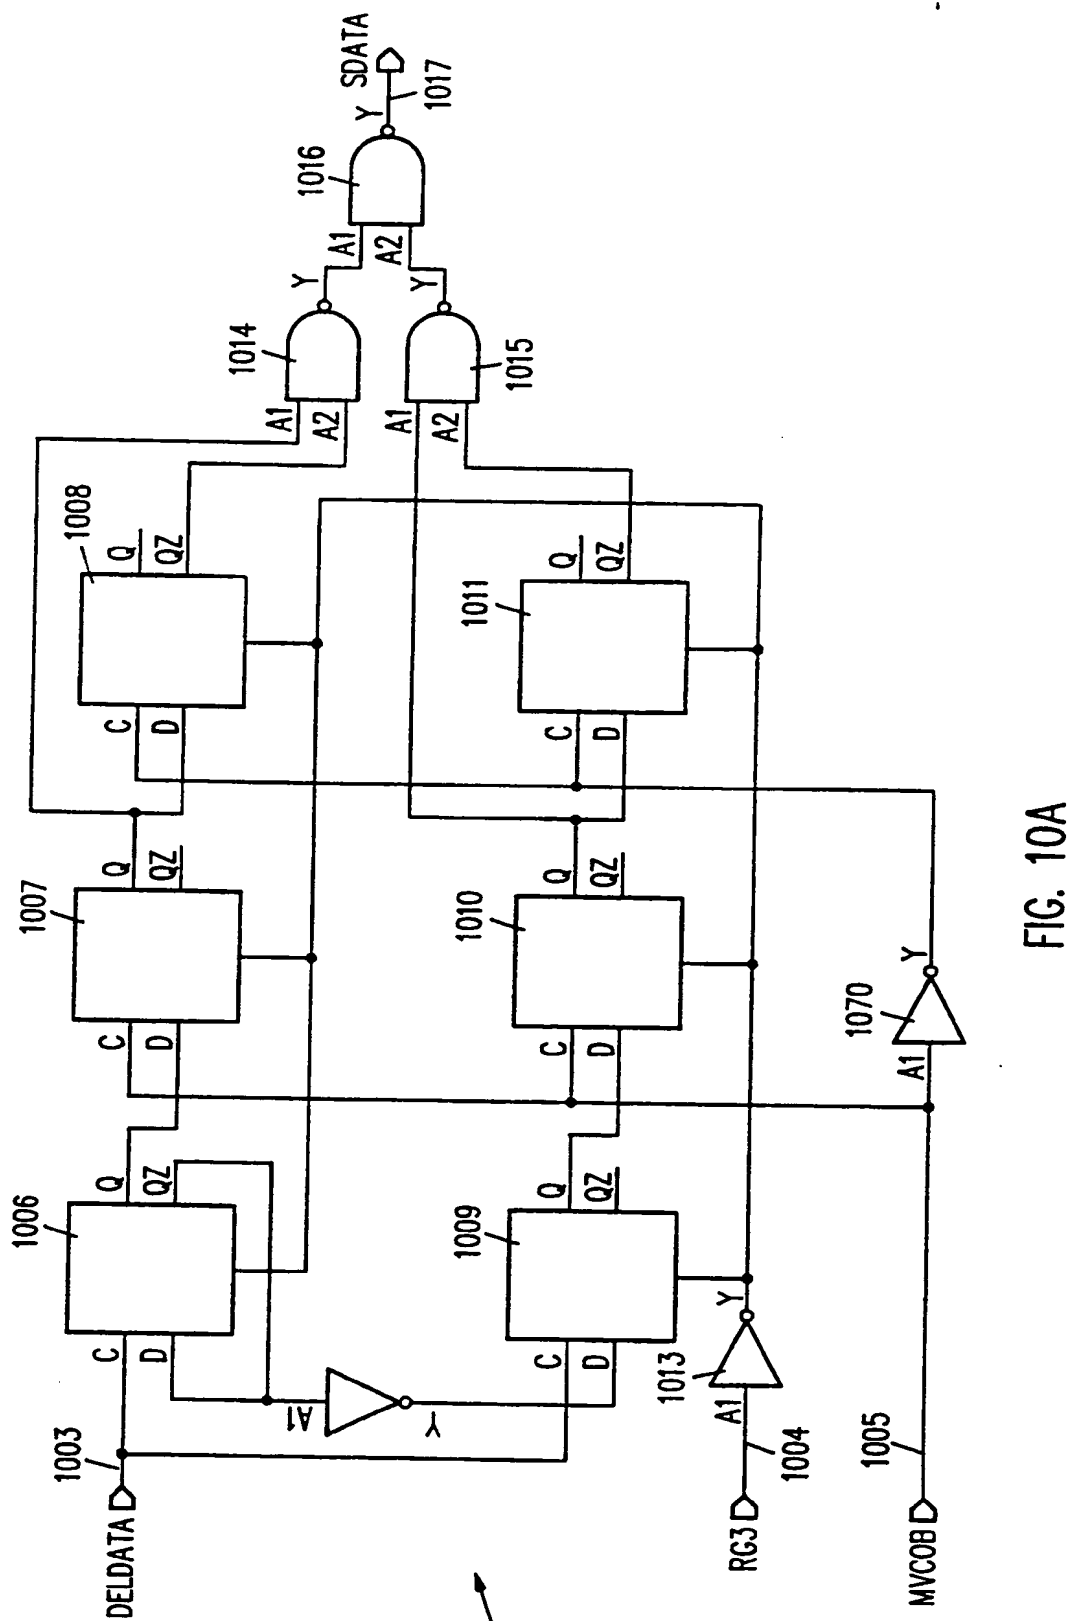 DELDATA
1003
C
D
1006
Q
QZ
C
D
1007
Q
QZ
C
D
1008
Q
QZ
A1
A2
1014
Y
A1
A2
1016
Y
SDATA
1017
A1
Y
C
D
1009
Q
QZ
C
D
1010
Q
QZ
C
D
1011
Q
QZ
A1
A2
1015
Y
RG3
1004
A1
1013
Y
MVCOB
1005
A1
1070
Y
FIG. 10A